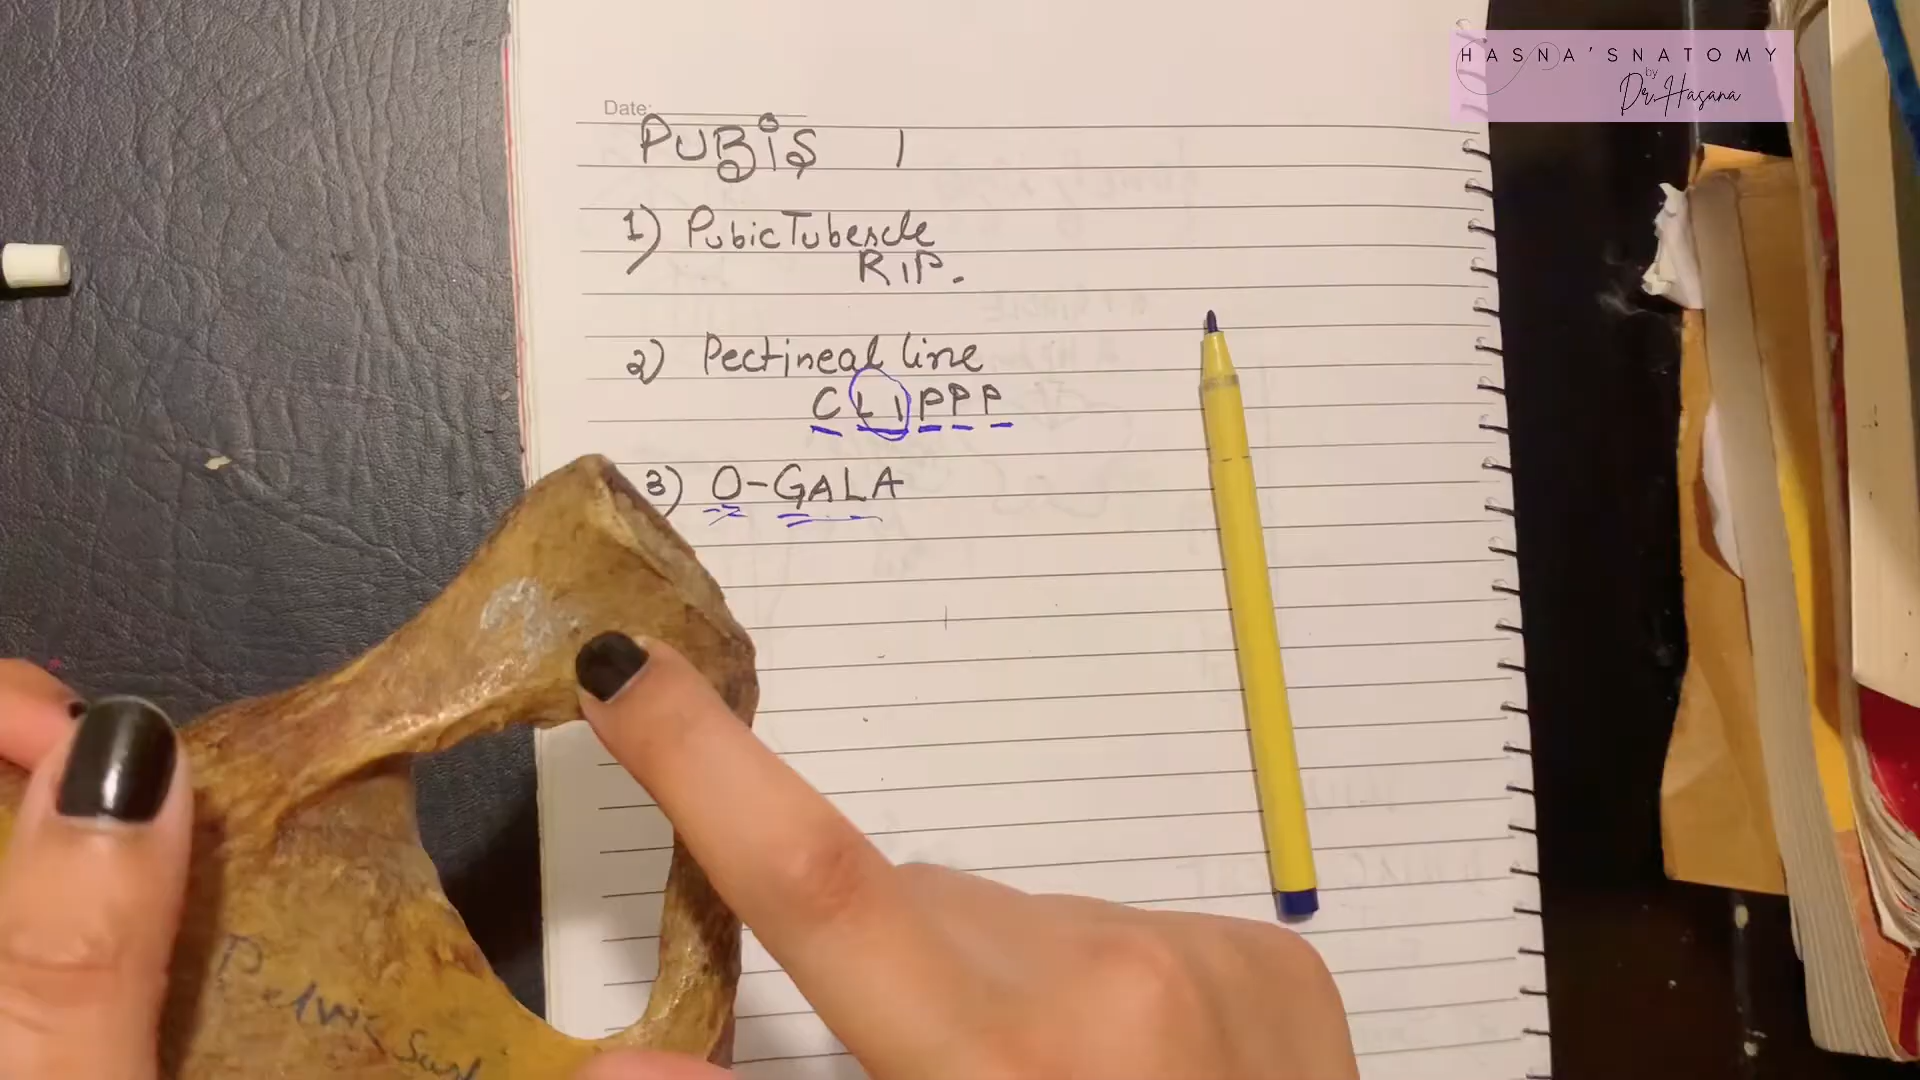 HASNA'SNATOMY
by
Dr.Hasana
Date:
PUBiS 1
1) Pubic Tubercle
RIP.
2) Pectineal line
CLIPPP
3) O-GALA